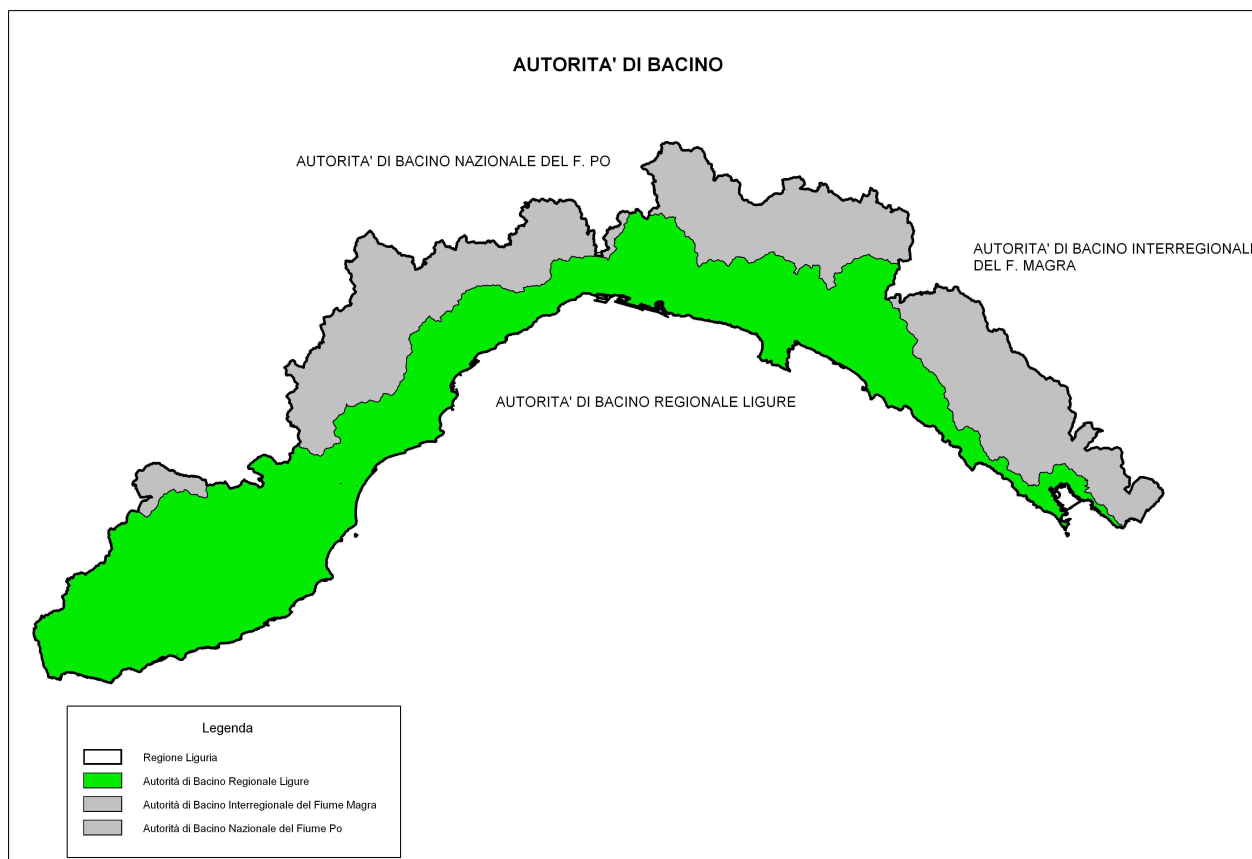 AUTORITA' DI BACINO
AUTORITA' DI BACINO NAZIONALE DEL F. PO
AUTORITA' DI BACINO INTERREGIONALE
DEL F. MAGRA
AUTORITA' DI BACINO REGIONALE LIGURE
Legenda
Regione Liguria
Autorità di Bacino Regionale Ligure
Autorità di Bacino Interregionale del Fiume Magra
Autorità di Bacino Nazionale del Fiume Po